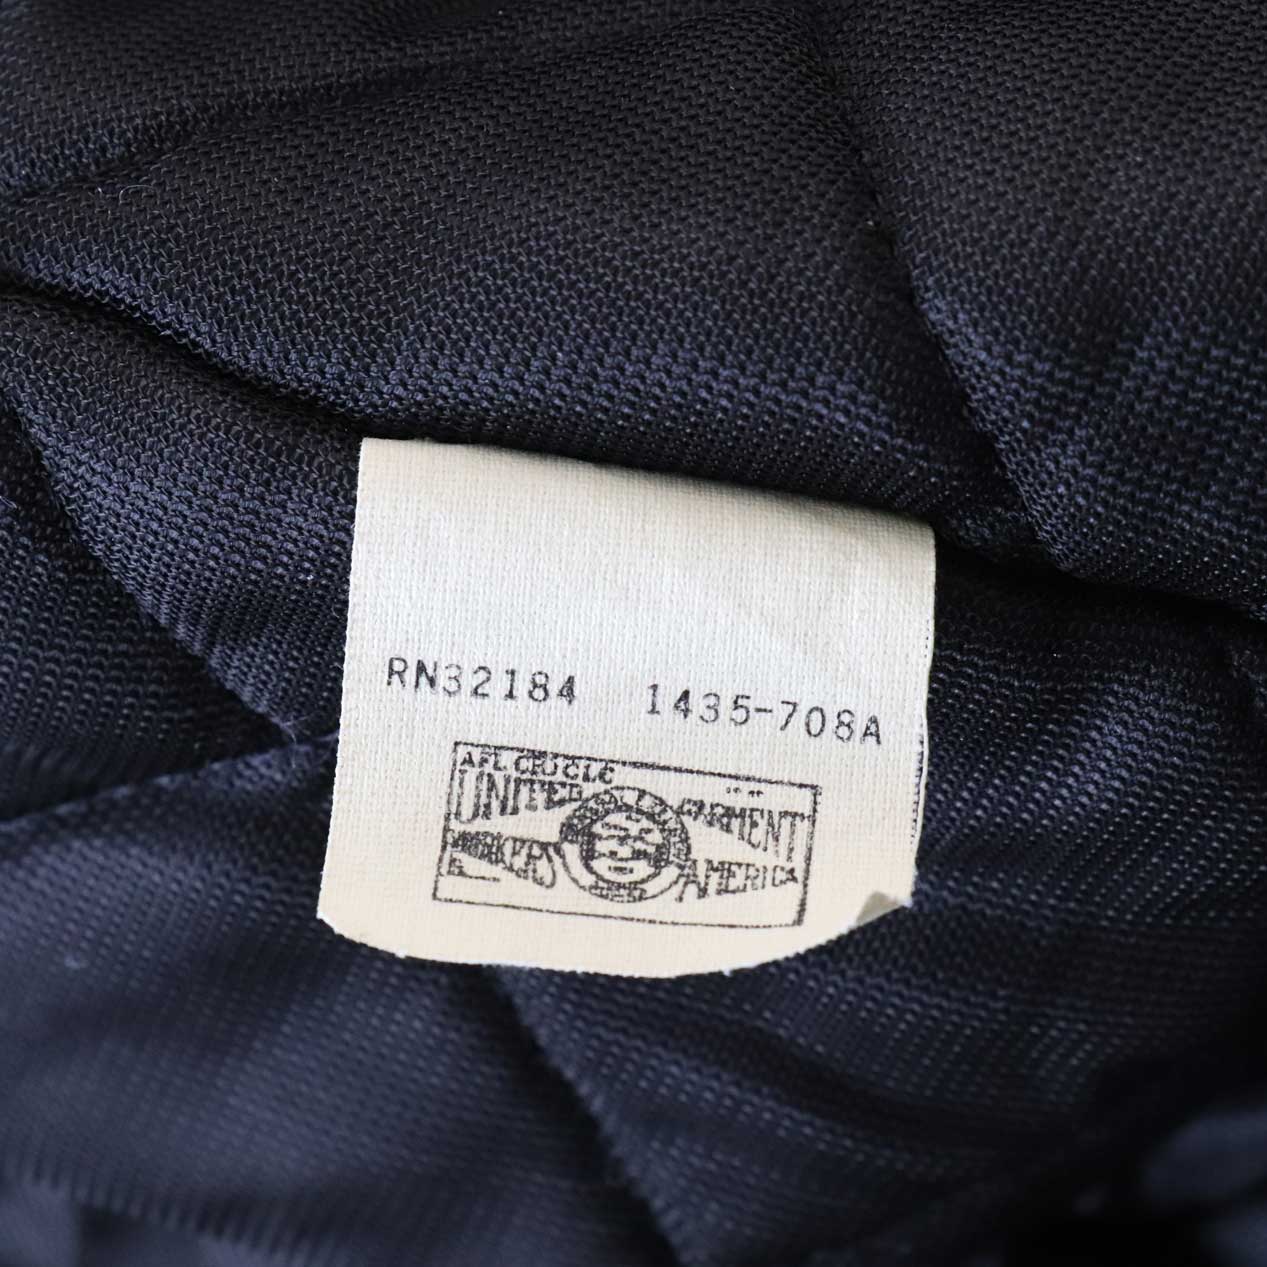 RN32184 1435-708A
AFL CIO CLC
UNITED GARMENT
WORKERS AMERICA